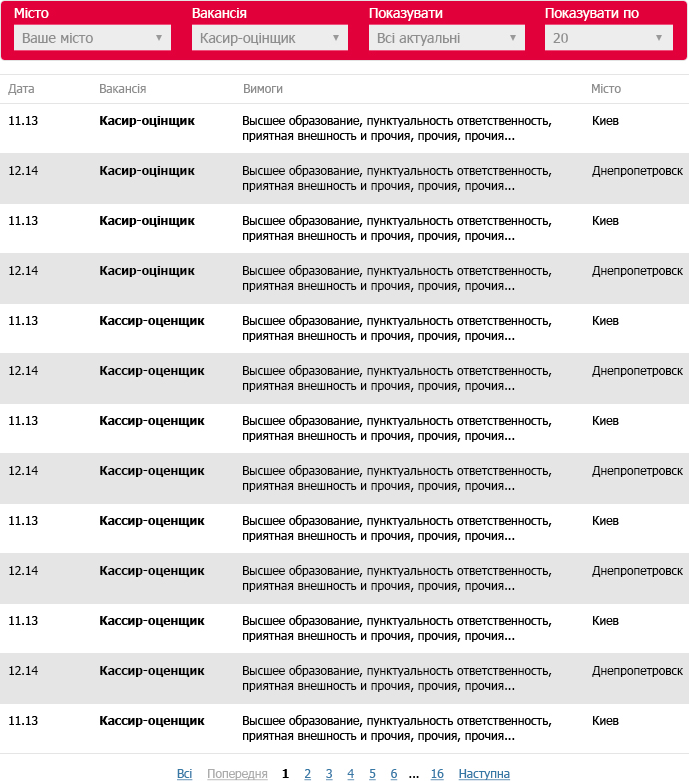 Місто Вакансія Показувати Показувати по
Ваше місто Касир-оцінщик Всі актуальні 20
Дата Вакансія Вимоги Місто
11.13 Касир-оцінщик Высшее образование, пунктуальность ответственность, Киев
приятная внешность и прочия, прочия, прочия...
12.14 Касир-оцінщик Высшее образование, пунктуальность ответственность, Днепропетровск
приятная внешность и прочия, прочия, прочия...
11.13 Касир-оцінщик Высшее образование, пунктуальность ответственность, Киев
приятная внешность и прочия, прочия, прочия...
12.14 Касир-оцінщик Высшее образование, пунктуальность ответственность, Днепропетровск
приятная внешность и прочия, прочия, прочия...
11.13 Кассир-оценщик Высшее образование, пунктуальность ответственность, Киев
приятная внешность и прочия, прочия, прочия...
12.14 Кассир-оценщик Высшее образование, пунктуальность ответственность, Днепропетровск
приятная внешность и прочия, прочия, прочия...
11.13 Кассир-оценщик Высшее образование, пунктуальность ответственность, Киев
приятная внешность и прочия, прочия, прочия...
12.14 Кассир-оценщик Высшее образование, пунктуальность ответственность, Днепропетровск
приятная внешность и прочия, прочия, прочия...
11.13 Кассир-оценщик Высшее образование, пунктуальность ответственность, Киев
приятная внешность и прочия, прочия, прочия...
12.14 Кассир-оценщик Высшее образование, пунктуальность ответственность, Днепропетровск
приятная внешность и прочия, прочия, прочия...
11.13 Кассир-оценщик Высшее образование, пунктуальность ответственность, Киев
приятная внешность и прочия, прочия, прочия...
12.14 Кассир-оценщик Высшее образование, пунктуальность ответственность, Днепропетровск
приятная внешность и прочия, прочия, прочия...
11.13 Кассир-оценщик Высшее образование, пунктуальность ответственность, Киев
приятная внешность и прочия, прочия, прочия...
Всі Попередня 1 2 3 4 5 6 ... 16 Наступна